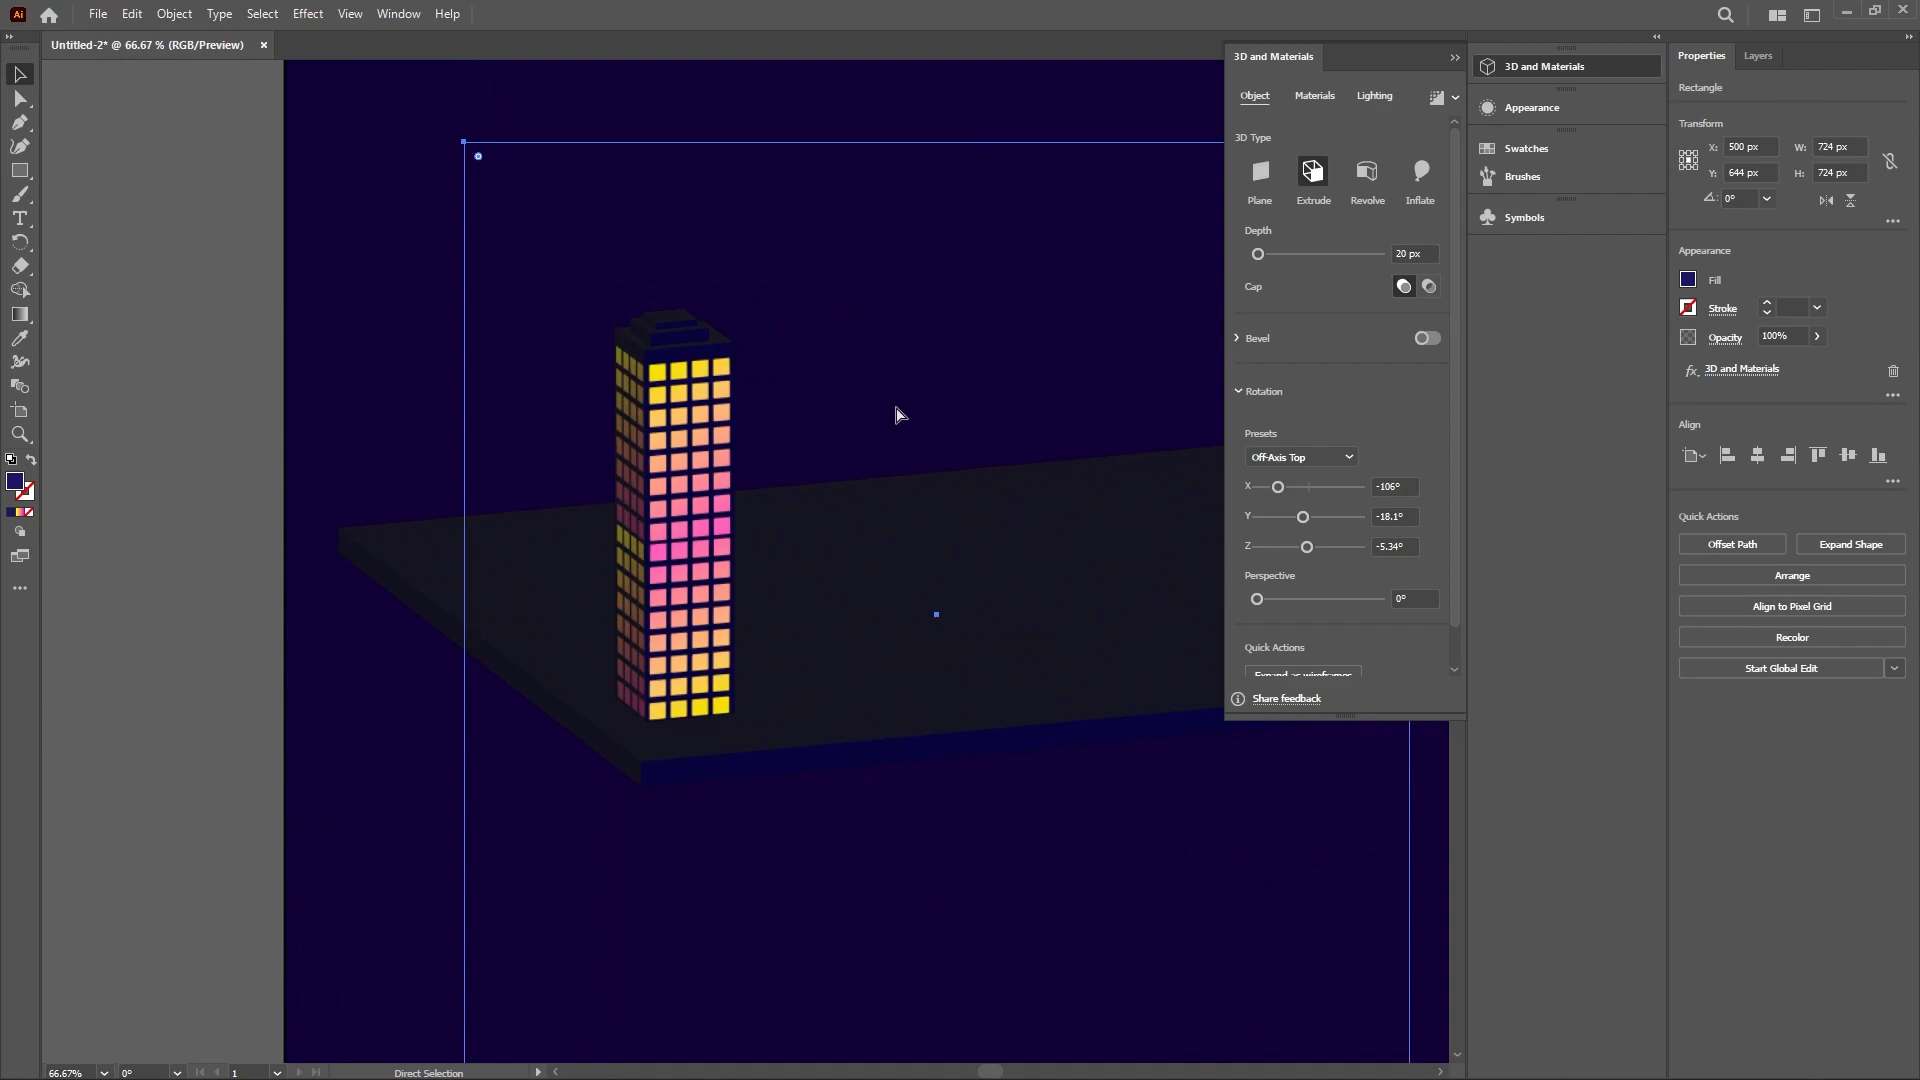 Ai
File Edit Object Type Select Effect View Window Help
Untitled-2* @ 66.67 % (RGB/Preview)
3D and Materials
Object Materials Lighting
3D Type
Plane Extrude Revolve Inflate
Depth
20 px
Cap
Bevel
Rotation
Presets
Off-Axis Top
X -106°
Y -18.1°
Z -5.34°
Perspective
0°
Quick Actions
Expand as wireframes
Share feedback
3D and Materials
Appearance
Swatches
Brushes
Symbols
Properties Layers
Rectangle
Transform
X: 500 px W: 724 px
Y: 644 px H: 724 px
0°
Appearance
Fill
Stroke
Opacity 100%
fx. 3D and Materials
Align
Quick Actions
Offset Path Expand Shape
Arrange
Align to Pixel Grid
Recolor
Start Global Edit
66.67% 0° 1 Direct Selection